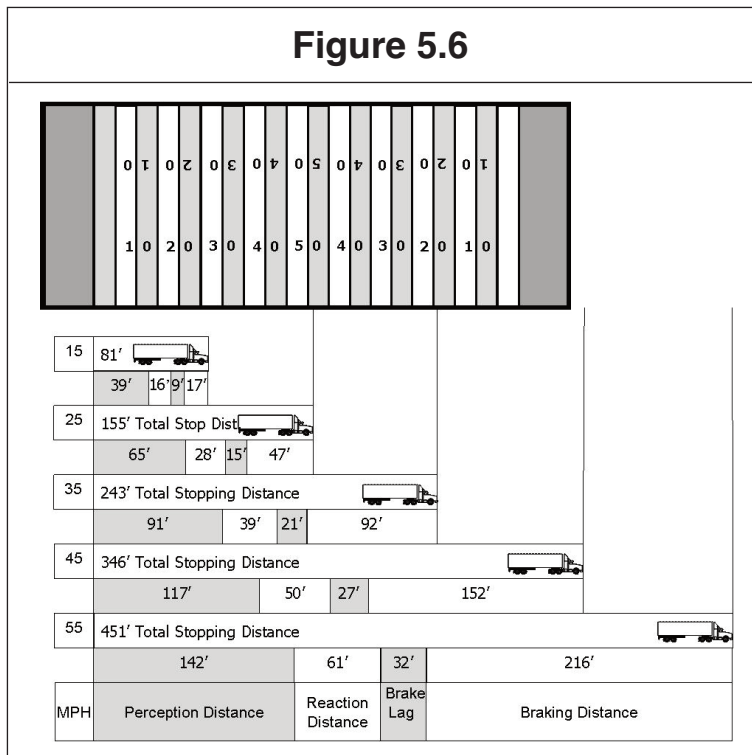 Figure 5.6
0 1 0 2 0 3 0 4 0 5 0 4 0 3 0 2 0 1
1 0 2 0 3 0 4 0 5 0 4 0 3 0 2 0 1 0
15 81′
39′ 16′ 9′ 17′
25 155′ Total Stop Dist
65′ 28′ 15′ 47′
35 243′ Total Stopping Distance
91′ 39′ 21′ 92′
45 346′ Total Stopping Distance
117′ 50′ 27′ 152′
55 451′ Total Stopping Distance
142′ 61′ 32′ 216′
MPH
Perception Distance
Reaction
Distance
Brake
Lag
Braking Distance